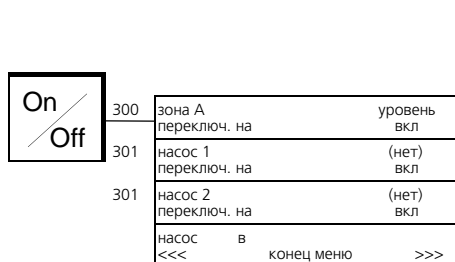 On
Off
300 зона А уровень
переключ. на вкл
301 насос 1 (нет)
переключ. на вкл
301 насос 2 (нет)
переключ. на вкл
насос в
<<< конец меню >>>